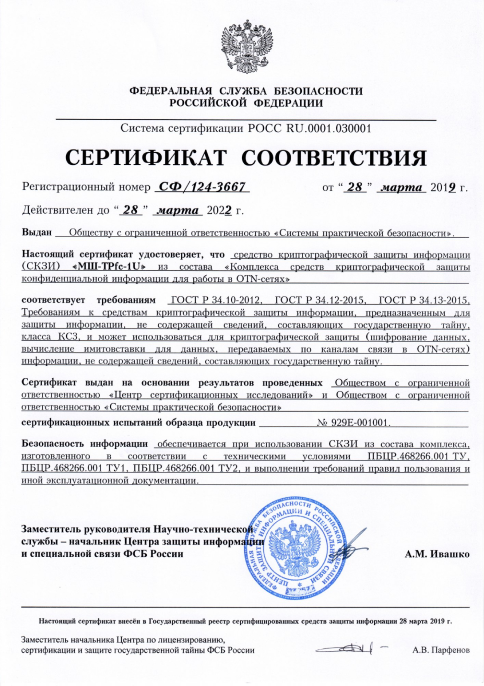 ФЕДЕРАЛЬНАЯ СЛУЖБА БЕЗОПАСНОСТИ
РОССИЙСКОЙ ФЕДЕРАЦИИ
Система сертификации РОСС RU.0001.030001
СЕРТИФИКАТ СООТВЕТСТВИЯ
Регистрационный номер СФ/124-3667 от “ 28 ” марта 2019 г.
Действителен до “ 28 ” марта 2022 г.
Выдан Обществу с ограниченной ответственностью «Системы практической безопасности».
Настоящий сертификат удостоверяет, что средство криптографической защиты информации
(СКЗИ) «МШ-TPfc-1U» из состава «Комплекса средств криптографической защиты
конфиденциальной информации для работы в OTN-сетях»
соответствует требованиям ГОСТ Р 34.10-2012, ГОСТ Р 34.12-2015, ГОСТ Р 34.13-2015,
Требованиям к средствам криптографической защиты информации, предназначенным для
защиты информации, не содержащей сведений, составляющих государственную тайну,
класса КС3, и может использоваться для криптографической защиты (шифрование данных,
вычисление имитовставки для данных, передаваемых по каналам связи в OTN-сетях)
информации, не содержащей сведений, составляющих государственную тайну.
Сертификат выдан на основании результатов проведенных Обществом с ограниченной
ответственностью «Центр сертификационных исследований» и Обществом с ограниченной
ответственностью «Системы практической безопасности»
сертификационных испытаний образца продукции № 929Е-001001.
Безопасность информации обеспечивается при использовании СКЗИ из состава комплекса,
изготовленного в соответствии с техническими условиями ПБЦР.468266.001 ТУ,
ПБЦР.468266.001 ТУ1, ПБЦР.468266.001 ТУ2, и выполнении требований правил пользования и
иной эксплуатационной документации.
Заместитель руководителя Научно-технической
службы – начальник Центра защиты информации
и специальной связи ФСБ России А.М. Ивашко
Настоящий сертификат внесён в Государственный реестр сертифицированных средств защиты информации 28 марта 2019 г.
Заместитель начальника Центра по лицензированию,
сертификации и защите государственной тайны ФСБ России А.В. Парфенов